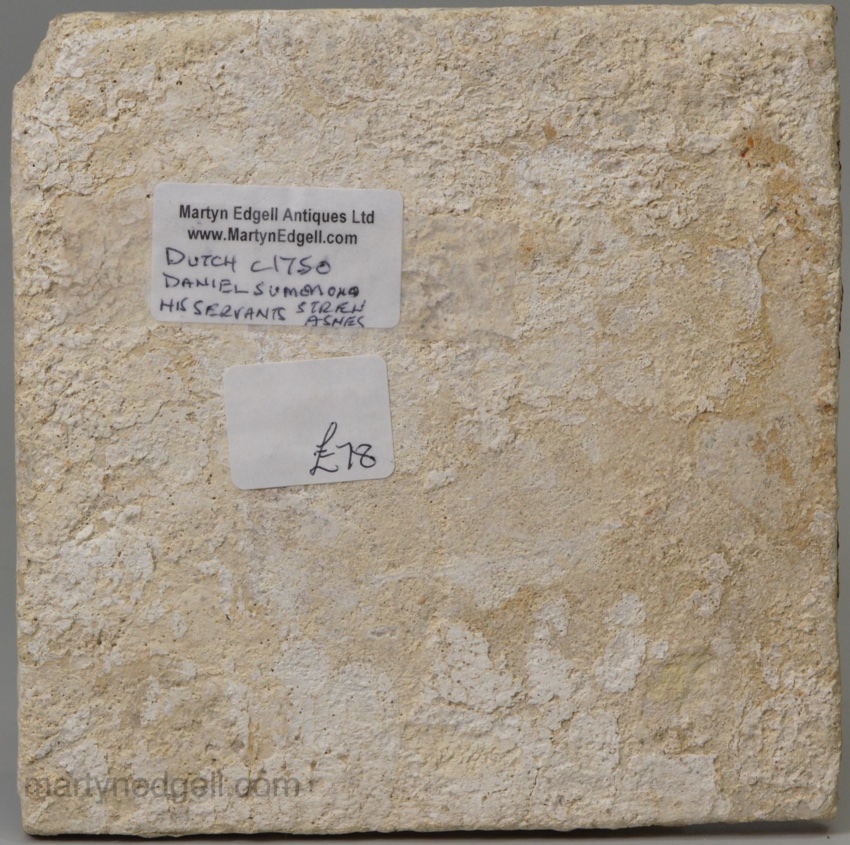 Martyn Edgell Antiques Ltd
www.MartynEdgell.com
DUTCH C1750
DANIEL SUMMONS
HIS SERVANTS STREW
ASHES
£78
martynedgell.com